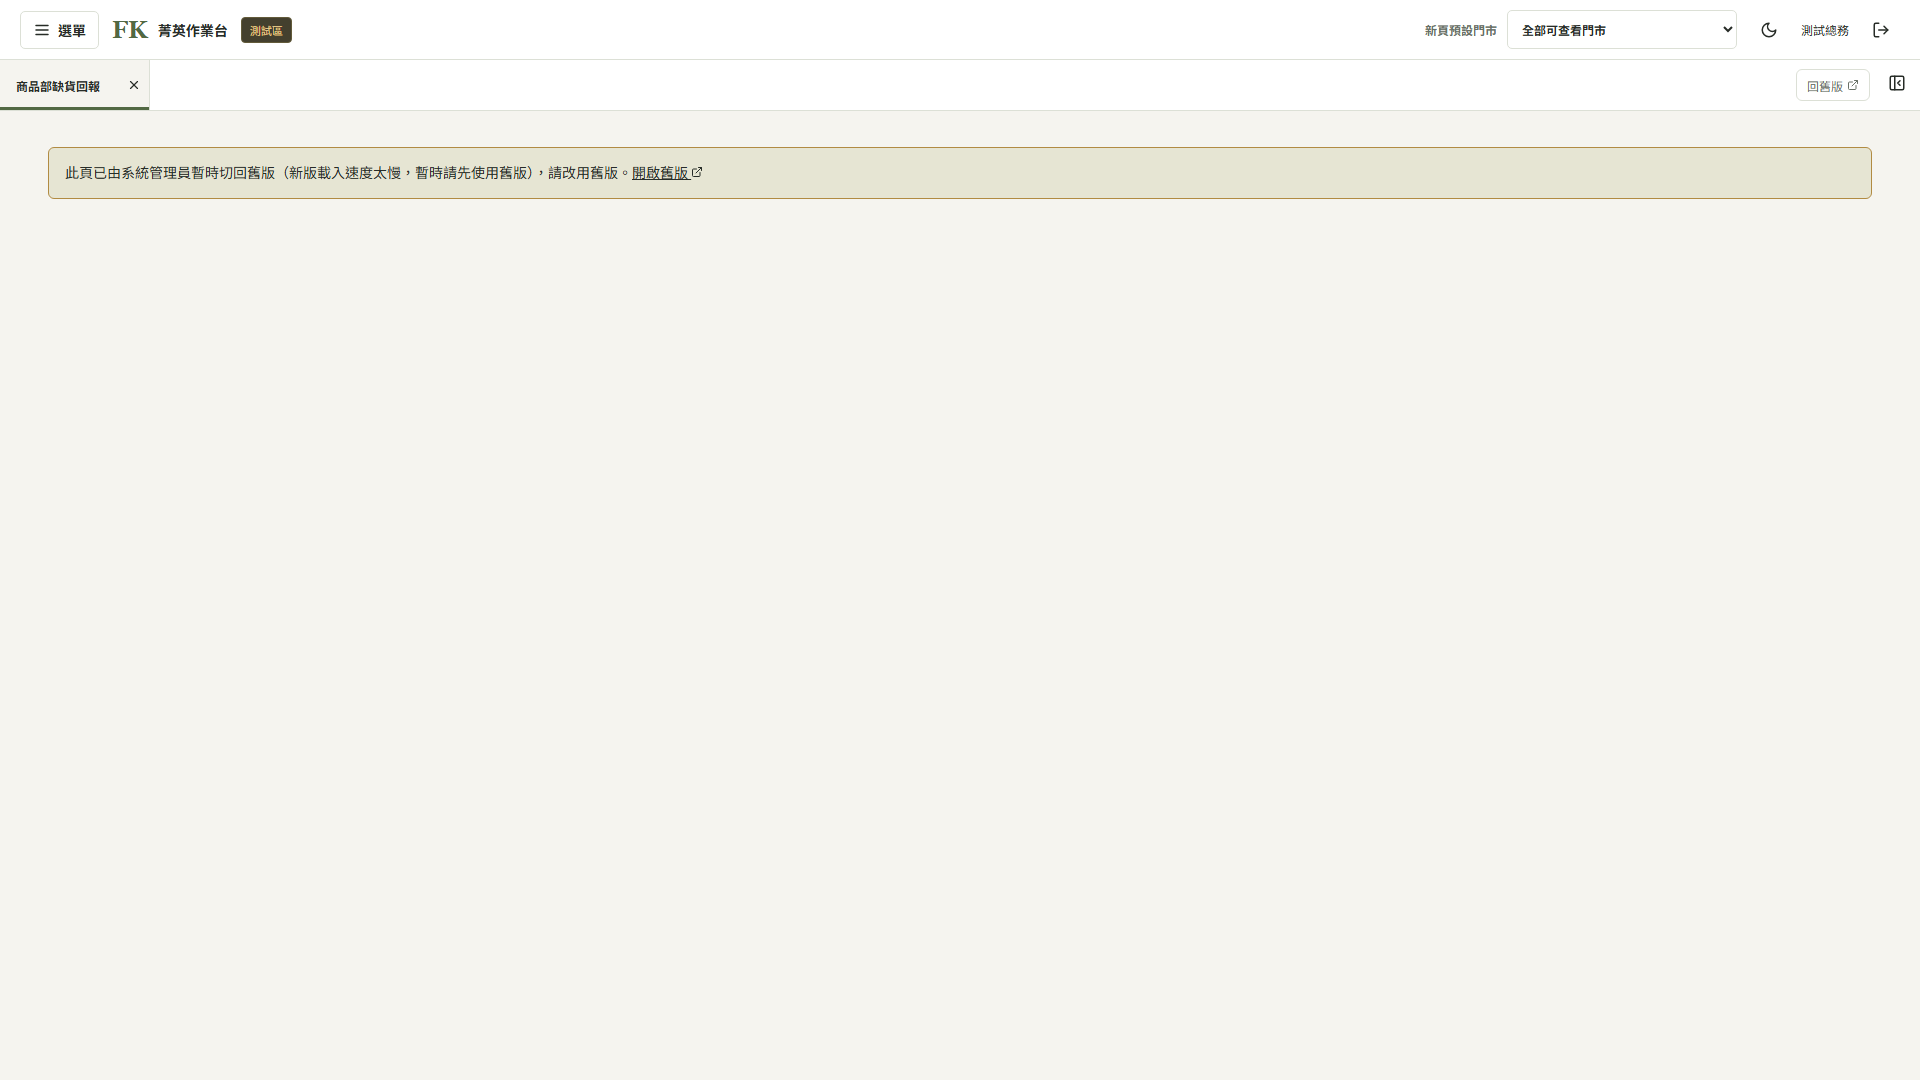 選單 FK 菁英作業台 測試區 新頁預設門市 全部可查看門市 測試總務
商品部缺貨回報 回舊版
此頁已由系統管理員暫時切回舊版（新版載入速度太慢，暫時請先使用舊版），請改用舊版。開啟舊版